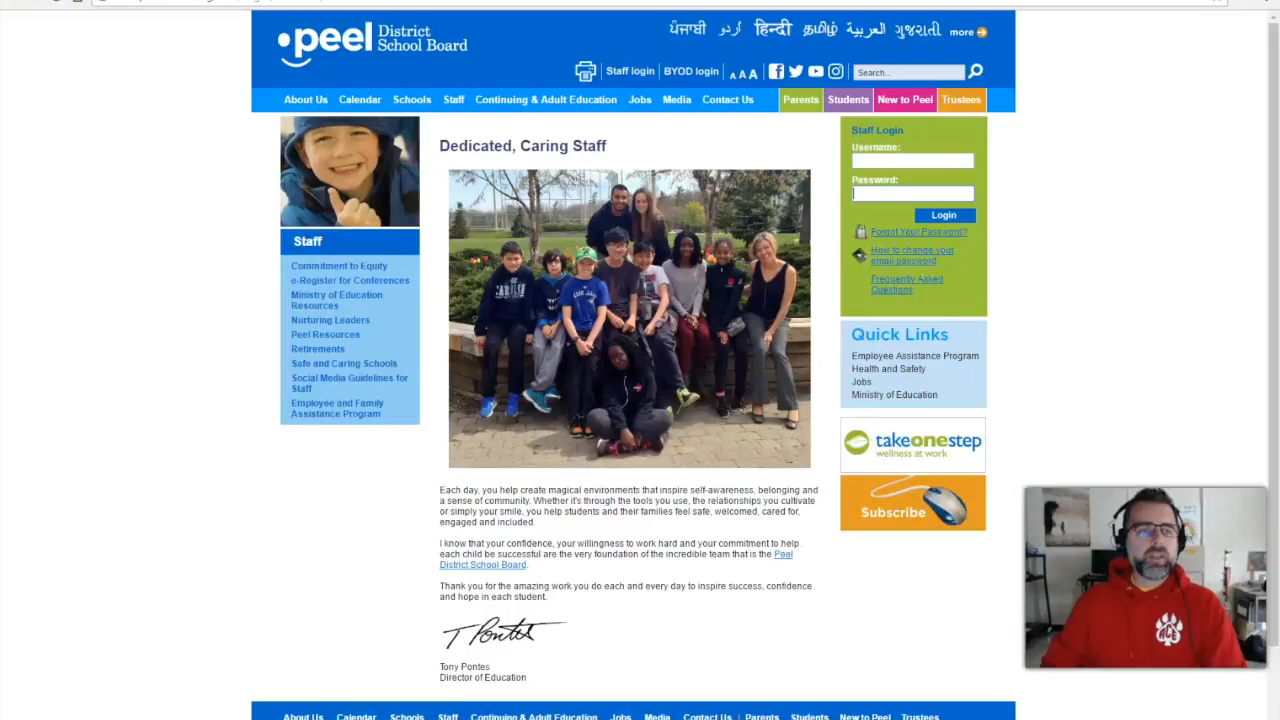 peel District
School Board
ਪੰਜਾਬੀ اردو हिन्दी தமிழ் العربية ગુજરાતી more
Staff login BYOD login A A A Search...
About Us Calendar Schools Staff Continuing & Adult Education Jobs Media Contact Us Parents Students New to Peel Trustees
Staff
Commitment to Equity
e-Register for Conferences
Ministry of Education
Resources
Nurturing Leaders
Peel Resources
Retirements
Safe and Caring Schools
Social Media Guidelines for
Staff
Employee and Family
Assistance Program
Dedicated, Caring Staff
Each day, you help create magical environments that inspire self-awareness, belonging and
a sense of community. Whether it's through the tools you use, the relationships you cultivate
or simply your smile, you help students and their families feel safe, welcomed, cared for,
engaged and included.
I know that your confidence, your willingness to work hard and your commitment to help
each child be successful are the very foundation of the incredible team that is the Peel
District School Board.
Thank you for the amazing work you do each and every day to inspire success, confidence
and hope in each student.
T Pontes
Tony Pontes
Director of Education
Staff Login
Username:
Password:
Login
Forgot Your Password?
How to change your
email password
Frequently Asked
Questions
Quick Links
Employee Assistance Program
Health and Safety
Jobs
Ministry of Education
takeonestep
wellness at work
Subscribe
ACE
About Us Calendar Schools Staff Continuing & Adult Education Jobs Media Contact Us | Parents Students New to Peel Trustees